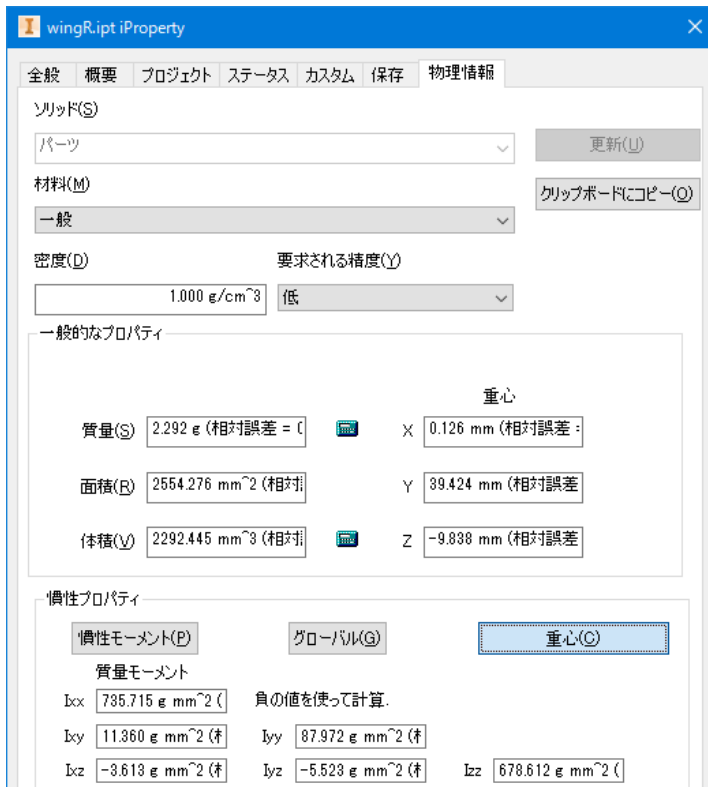 wingR.ipt iProperty
全般 概要 プロジェクト ステータス カスタム 保存 物理情報
ソリッド(S)
パーツ 更新(U)
材料(M)
クリップボードにコピー(O)
一般
密度(D) 要求される精度(Y)
1.000 g/cm^3 低
一般的なプロパティ
重心
質量(S) 2.292 g (相対誤差 = 0 X 0.126 mm (相対誤差 =
面積(R) 2554.276 mm^2 (相対 Y 39.424 mm (相対誤差
体積(V) 2292.445 mm^3 (相対 Z -9.838 mm (相対誤差
慣性プロパティ
慣性モーメント(P) グローバル(G) 重心(C)
質量モーメント
Ixx 735.715 g mm^2 ( 負の値を使って計算.
Ixy 11.360 g mm^2 ( Iyy 87.972 g mm^2 (
Ixz -3.613 g mm^2 ( Iyz -5.523 g mm^2 ( Izz 678.612 g mm^2 (